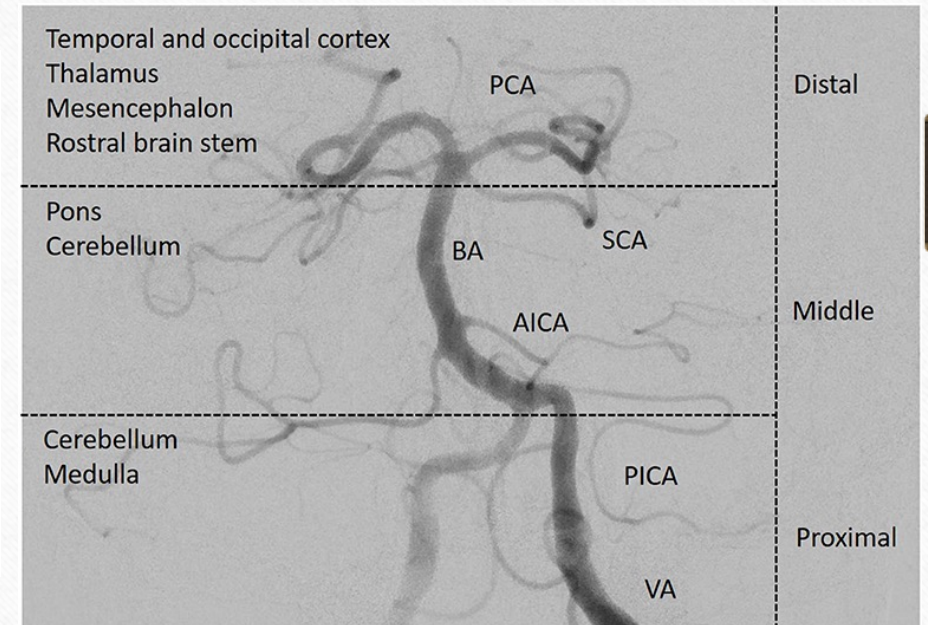 Temporal and occipital cortex
Thalamus
Mesencephalon
Rostral brain stem
PCA
Distal
Pons
Cerebellum
BA
SCA
AICA
Middle
Cerebellum
Medulla
PICA
Proximal
VA